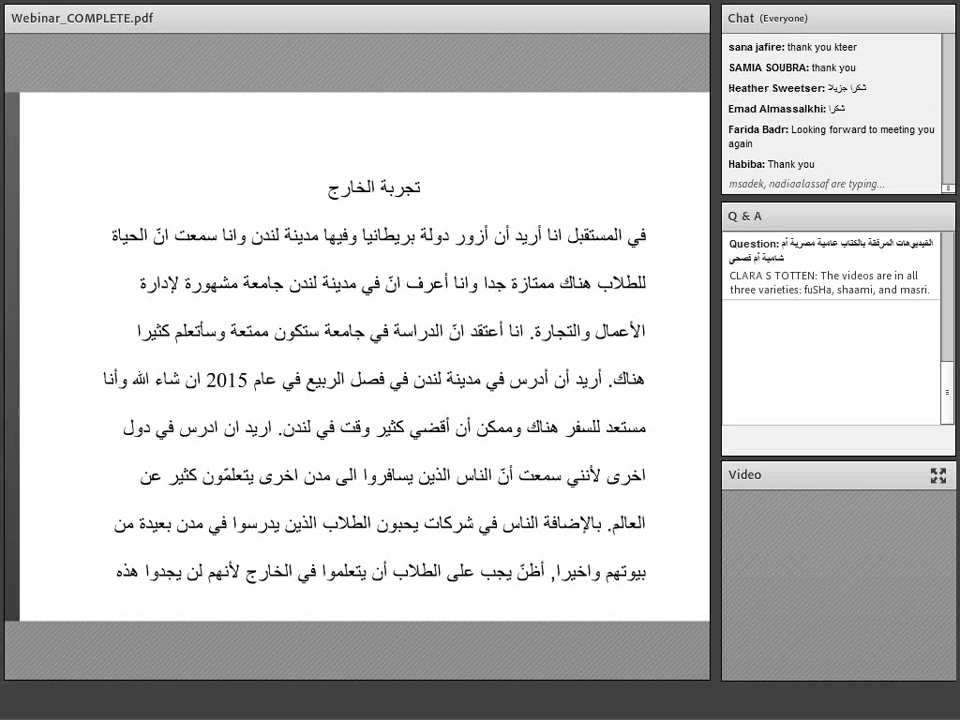 Webinar_COMPLETE.pdf
تجربة الخارج
في المستقبل انا أريد أن أزور دولة بريطانيا وفيها مدينة لندن وانا سمعت انّ الحياة
للطلاب هناك ممتازة جدا وانا أعرف انّ في مدينة لندن جامعة مشهورة لإدارة
الأعمال والتجارة. انا أعتقد انّ الدراسة في جامعة ستكون ممتعة وسأتعلم كثيرا
هناك. أريد أن أدرس في مدينة لندن في فصل الربيع في عام 2015 ان شاء الله وأنا
مستعد للسفر هناك وممكن أن أقضي كثير وقت في لندن. اريد ان ادرس في دول
اخرى لأنني سمعت أنّ الناس الذين يسافروا الى مدن اخرى يتعلمّون كثير عن
العالم. بالإضافة الناس في شركات يحبون الطلاب الذين يدرسوا في مدن بعيدة من
بيوتهم واخيرا, أظنّ يجب على الطلاب أن يتعلموا في الخارج لأنهم لن يجدوا هذه
Chat (Everyone)
sana jafire: thank you kteer
SAMIA SOUBRA: thank you
Heather Sweetser: شكرا جزيلا
Emad Almassalkhi: شكرا
Farida Badr: Looking forward to meeting you
again
Habiba: Thank you
msadek, nadiaalassaf are typing...
Q & A
Question: الفيديوهات المرفقة بالكتاب عامية مصرية أم
شامية أم فصحى
CLARA S TOTTEN: The videos are in all
three varieties: fuSHa, shaami, and masri.
Video